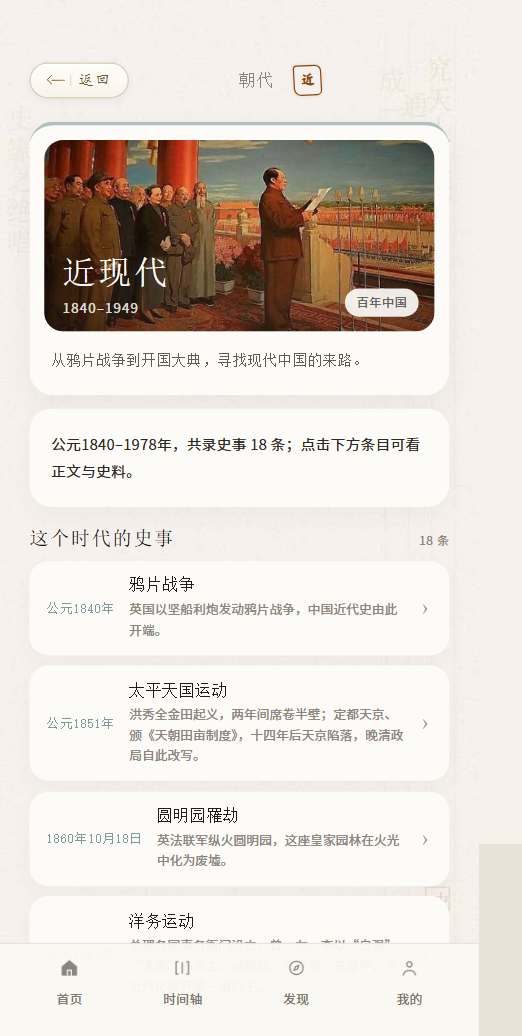 返回
朝代
近
近现代
1840–1949
百年中国
从鸦片战争到开国大典，寻找现代中国的来路。
公元1840–1978年，共录史事 18 条；点击下方条目可看
正文与史料。
这个时代的史事
18 条
鸦片战争
公元1840年
英国以坚船利炮发动鸦片战争，中国近代史由此
开端。
太平天国运动
公元1851年
洪秀全金田起义，两年间席卷半壁；定都天京、
颁《天朝田亩制度》，十四年后天京陷落，晚清政
局自此改写。
圆明园罹劫
1860年10月18日
英法联军纵火圆明园，这座皇家园林在火光
中化为废墟。
洋务运动
首页
时间轴
发现
我的